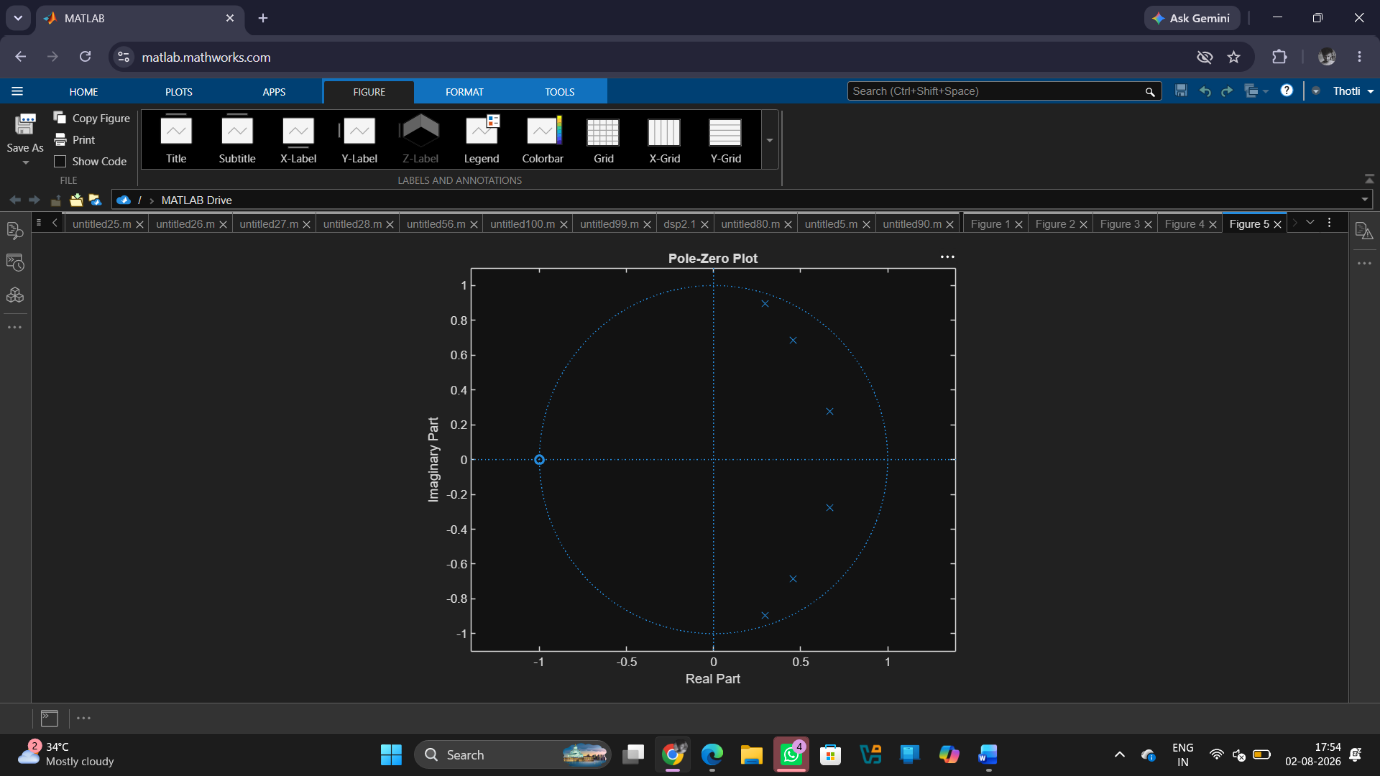 MATLAB
Ask Gemini
matlab.mathworks.com
HOME PLOTS APPS FIGURE FORMAT TOOLS
Search (Ctrl+Shift+Space)
Thotli
Save As
Copy Figure
Print
Show Code
FILE
Title Subtitle X-Label Y-Label Z-Label Legend Colorbar Grid X-Grid Y-Grid
LABELS AND ANNOTATIONS
/ > MATLAB Drive
untitled25.m untitled26.m untitled27.m untitled28.m untitled56.m untitled100.m untitled99.m dsp2.1 untitled80.m untitled5.m untitled90.m Figure 1 Figure 2 Figure 3 Figure 4 Figure 5
Pole-Zero Plot
1
0.8
0.6
0.4
0.2
0
-0.2
-0.4
-0.6
-0.8
-1
Imaginary Part
-1 -0.5 0 0.5 1
Real Part
2
34°C
Mostly cloudy
Search
4
ENG
IN
17:54
02-08-2026